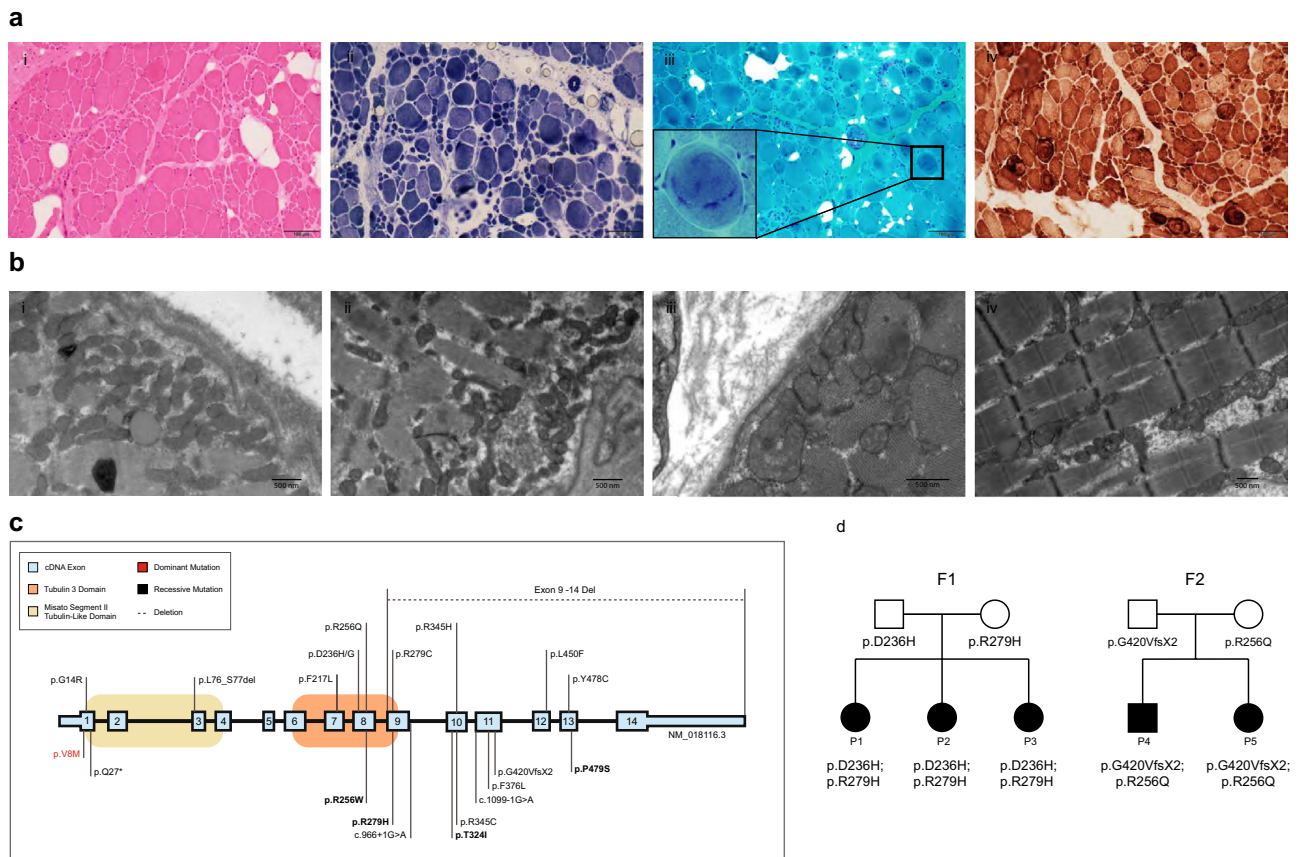 a
i
ii
iii
iv
100 µm
b
i
ii
iii
iv
500 nm
500 nm
500 nm
500 nm
c
cDNA Exon
Dominant Mutation
Tubulin 3 Domain
Recessive Mutation
Misato Segment II
Tubulin-Like Domain
Deletion
Exon 9 -14 Del
p.R256Q
p.R345H
p.D236H/G
p.R279C
p.L450F
p.G14R
p.L76_S77del
p.F217L
p.Y478C
1
2
3
4
5
6
7
8
9
10
11
12
13
14
NM_018116.3
p.V8M
p.Q27*
p.G420VfsX2
p.P479S
p.F376L
p.R256W
c.1099-1G>A
p.R279H
p.R345C
c.966+1G>A
p.T324I
d
F1
F2
p.D236H
p.R279H
p.G420VfsX2
p.R256Q
P1
P2
P3
P4
P5
p.D236H;
p.R279H
p.D236H;
p.R279H
p.D236H;
p.R279H
p.G420VfsX2;
p.R256Q
p.G420VfsX2;
p.R256Q